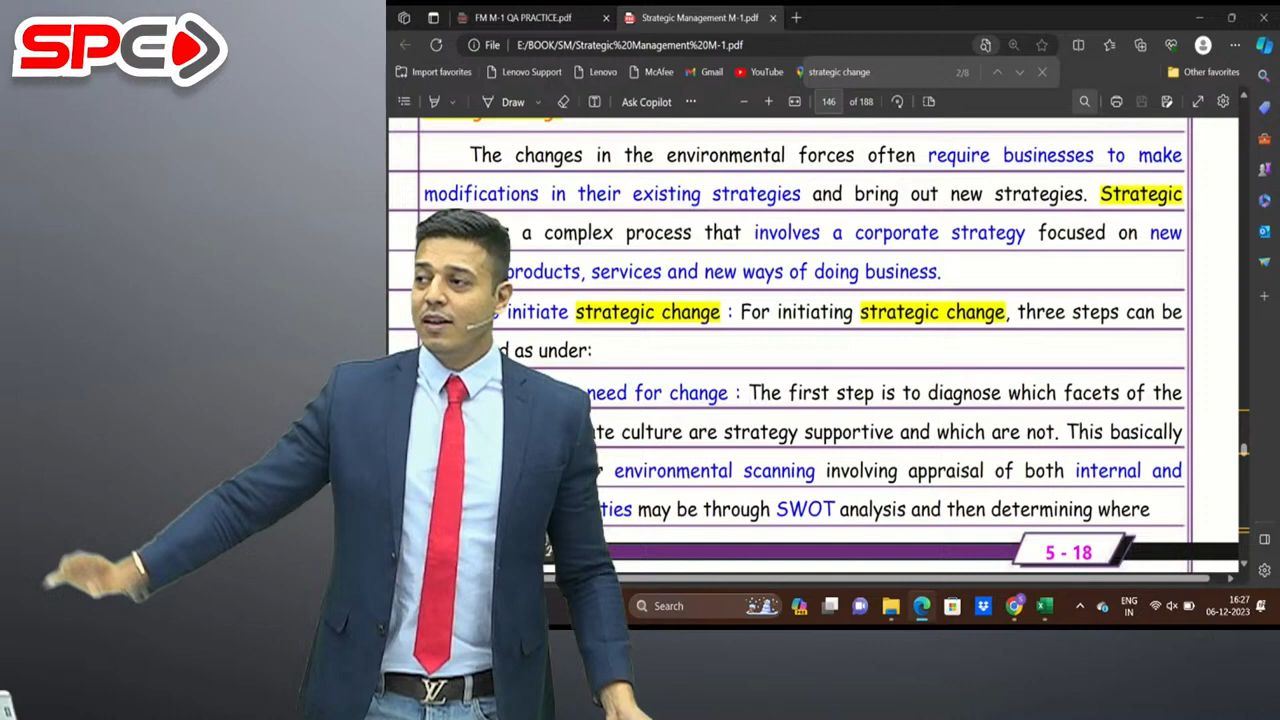 SPC
FM M-1 QA PRACTICE.pdf
Strategic Management M-1.pdf
File
E:/BOOK/SM/Strategic%20Management%20M-1.pdf
Import favorites
Lenovo Support
Lenovo
McAfee
Gmail
YouTube
strategic change
2/8
Other favorites
Draw
Ask Copilot
146 of 188
The changes in the environmental forces often require businesses to make
modifications in their existing strategies and bring out new strategies. Strategic
a complex process that involves a corporate strategy focused on new
products, services and new ways of doing business.
initiate strategic change : For initiating strategic change, three steps can be
as under:
need for change : The first step is to diagnose which facets of the
culture are strategy supportive and which are not. This basically
environmental scanning involving appraisal of both internal and
may be through SWOT analysis and then determining where
5 - 18
Search
ENG
IN
16:27
06-12-2023